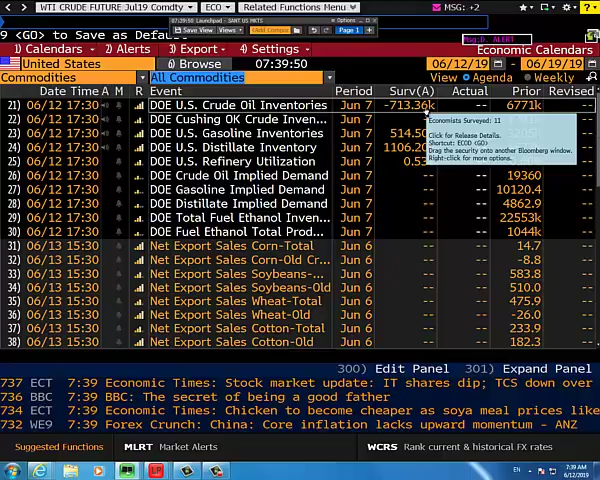 WTI CRUDE FUTURE Jul19 Comdty ECO Related Functions Menu MSG: +2
07:39:50 Launchpad - SANT US MKTS Options
Save View Views Page 1
9 <GO> to Save as Defau
Msg:D. ALERT
1) Calendars 2) Alerts 3) Export 4) Settings Economic Calendars
United States 6) Browse 07:39:50 06/12/19 - 06/19/19
Commodities All Commodities View Agenda Weekly
Date Time A M R Event Period Surv(A) Actual Prior Revised
21) 06/12 17:30 DOE U.S. Crude Oil Inventories Jun 7 -713.36k -- 6771k --
22) 06/12 17:30 DOE Cushing OK Crude Inven... Jun 7
23) 06/12 17:30 DOE U.S. Gasoline Inventories Jun 7 514.50
24) 06/12 17:30 DOE U.S. Distillate Inventory Jun 7 1106.20
25) 06/12 17:30 DOE U.S. Refinery Utilization Jun 7 0.53
Economists Surveyed: 11
Click for Release Details.
Shortcut: ECOD <GO>
Drag the security onto another Bloomberg window.
Right-click for more options.
26) 06/12 17:30 DOE Crude Oil Implied Demand Jun 7 -- -- 19360 --
27) 06/12 17:30 DOE Gasoline Implied Demand Jun 7 -- -- 10120.4 --
28) 06/12 17:30 DOE Distillate Implied Demand Jun 7 -- -- 4862.9 --
29) 06/12 17:30 DOE Total Fuel Ethanol Inven... Jun 7 -- -- 22553k --
30) 06/12 17:30 DOE Fuel Ethanol Total Prod... Jun 7 -- -- 1044k --
31) 06/13 15:30 Net Export Sales Corn-Total Jun 6 -- -- 14.7 --
32) 06/13 15:30 Net Export Sales Corn-Old Cr... Jun 6 -- -- -8.8 --
33) 06/13 15:30 Net Export Sales Soybeans-... Jun 6 -- -- 583.8 --
34) 06/13 15:30 Net Export Sales Soybeans-... Jun 6 -- -- 510.0 --
35) 06/13 15:30 Net Export Sales Wheat-Total Jun 6 -- -- 475.9 --
36) 06/13 15:30 Net Export Sales Wheat-Old Jun 6 -- -- -26.0 --
37) 06/13 15:30 Net Export Sales Cotton-Total Jun 6 -- -- 233.9 --
38) 06/13 15:30 Net Export Sales Cotton-Old Jun 6 -- -- 182.3 --
300) Edit Panel 301) Expand Panel
737 ECT 7:39 Economic Times: Stock market update: IT shares dip; TCS down over
736 BBC 7:39 BBC: The secret of being a good father
734 ECT 7:39 Economic Times: Chicken to become cheaper as soya meal prices like
732 WE9 7:39 Forex Crunch: China: Core inflation lacks upward momentum - ANZ
Suggested Functions MLRT Market Alerts WCRS Rank current & historical FX rates
EN 7:39 AM
6/12/2019